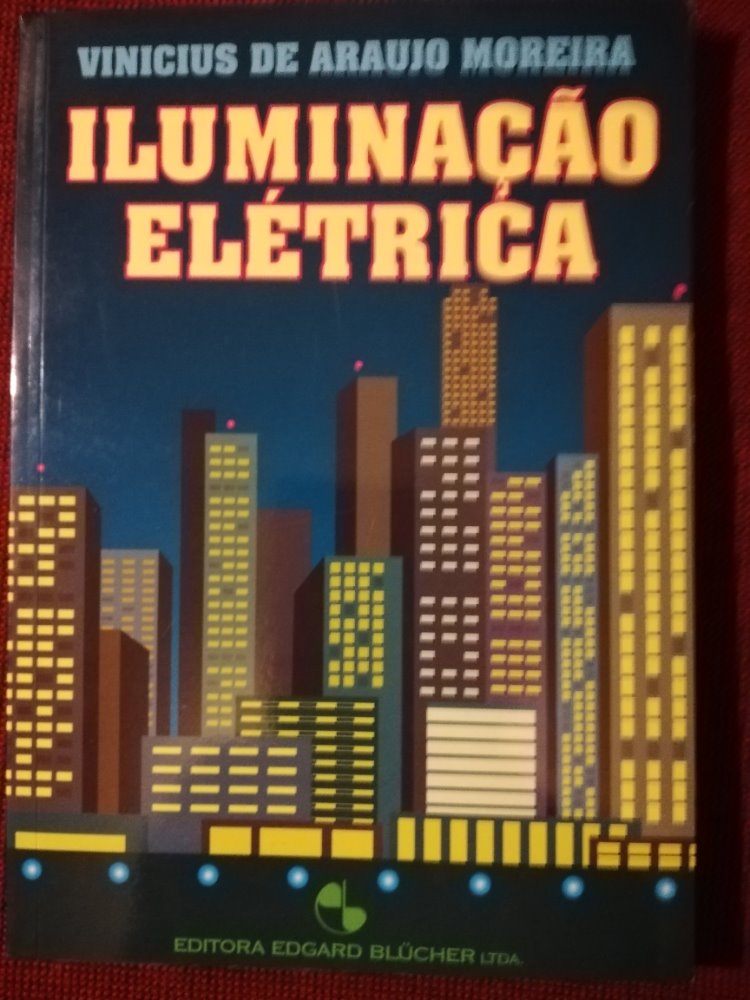 VINICIUS DE ARAUJO MOREIRA
ILUMINAÇÃO
ELÉTRICA
EDITORA EDGARD BLÜCHER LTDA.